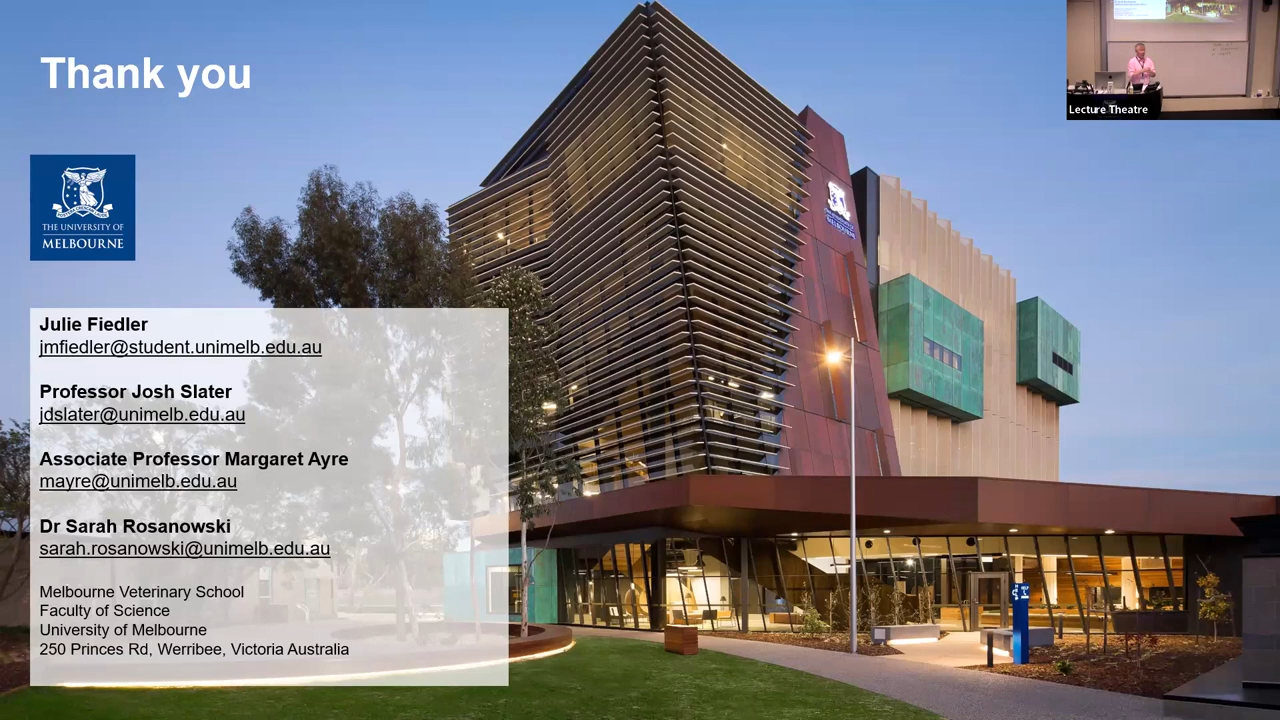 Thank you
Lecture Theatre
THE UNIVERSITY OF
MELBOURNE
Julie Fiedler
jmfiedler@student.unimelb.edu.au
Professor Josh Slater
jdslater@unimelb.edu.au
Associate Professor Margaret Ayre
mayre@unimelb.edu.au
Dr Sarah Rosanowski
sarah.rosanowski@unimelb.edu.au
Melbourne Veterinary School
Faculty of Science
University of Melbourne
250 Princes Rd, Werribee, Victoria Australia